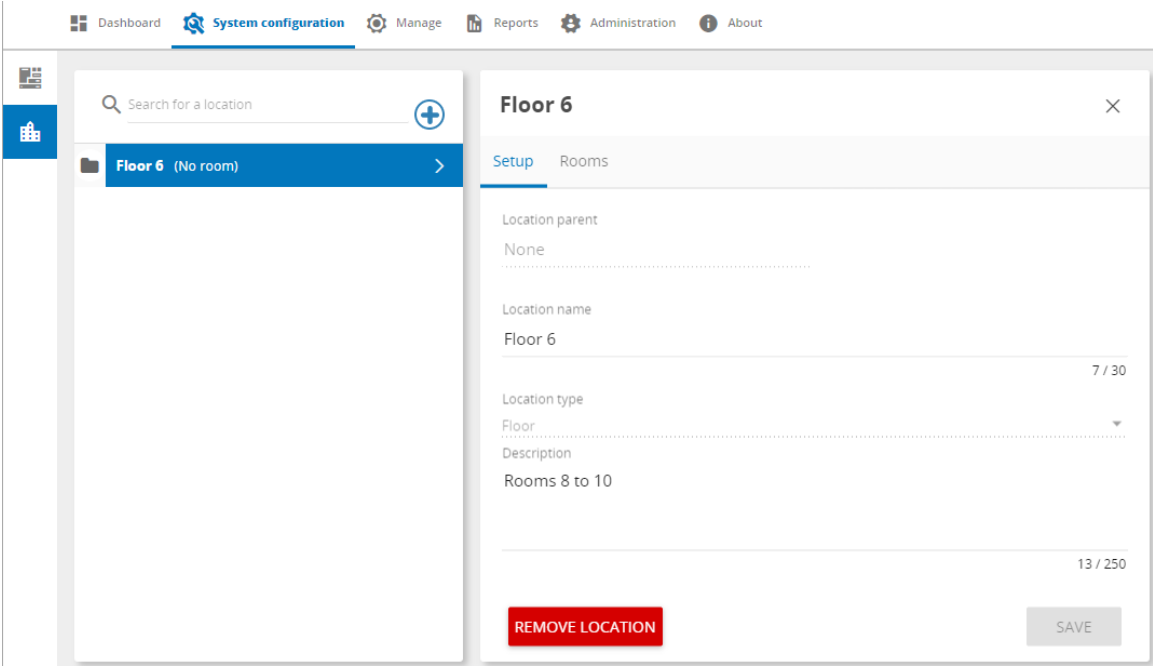 Dashboard System configuration Manage Reports Administration About
Search for a location
Floor 6 (No room)
Floor 6
Setup Rooms
Location parent
None
Location name
Floor 6
7 / 30
Location type
Floor
Description
Rooms 8 to 10
13 / 250
REMOVE LOCATION SAVE